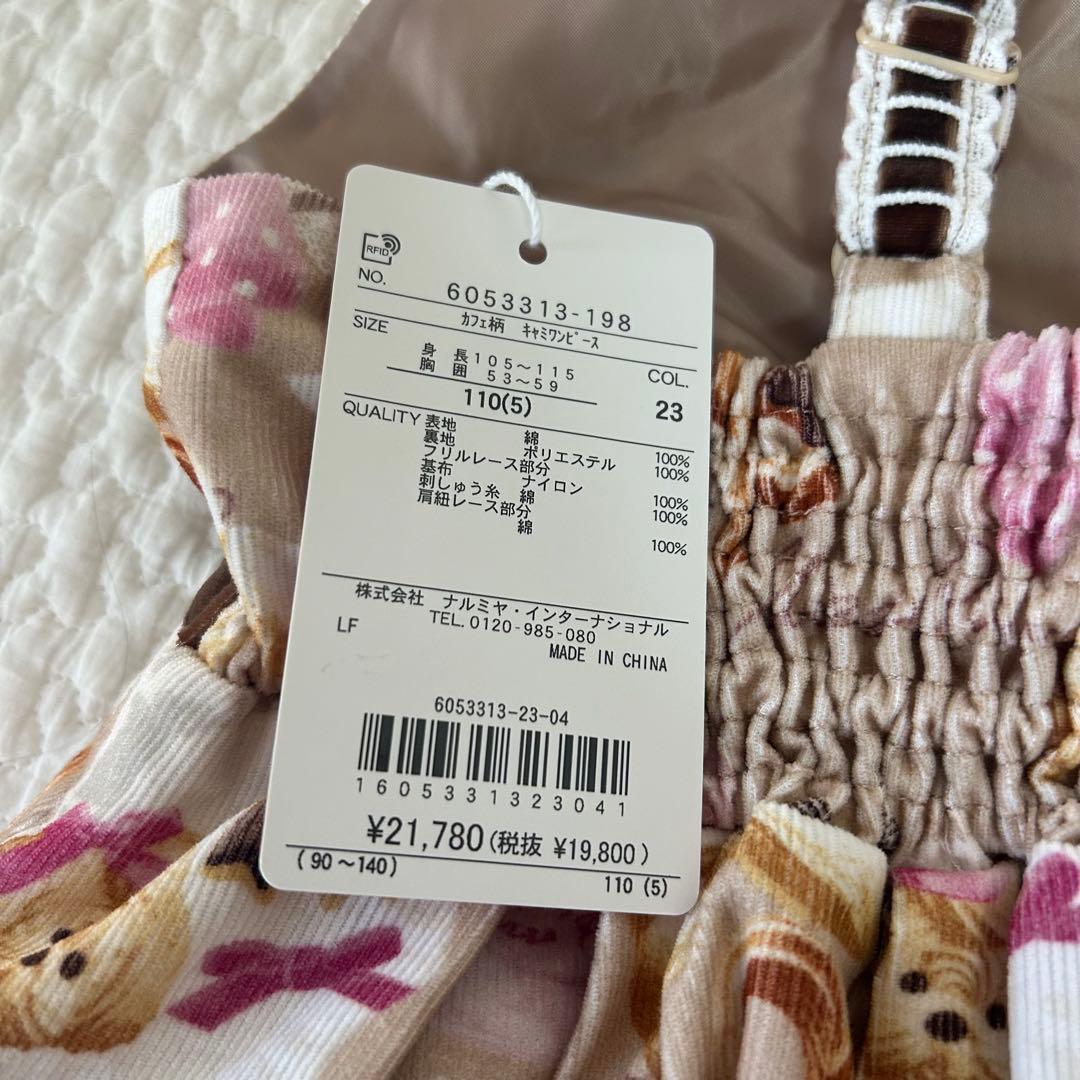 RFID
NO. 6053313-198
ｶﾌｪ柄 ｷｬﾐﾜﾝﾋﾟｰｽ
SIZE
身 長 105～115
胸 囲 53～59
110(5)
COL.
23
QUALITY 表地 綿 100%
裏地 ポリエステル 100%
フリルレース部分
基布 ナイロン 100%
刺しゅう糸 綿 100%
肩紐レース部分
綿 100%
株式会社 ナルミヤ・インターナショナル
TEL. 0120-985-080
LF
MADE IN CHINA
6053313-23-04
1605331323041
¥21,780(税抜 ¥19,800)
(90～140)
110 (5)